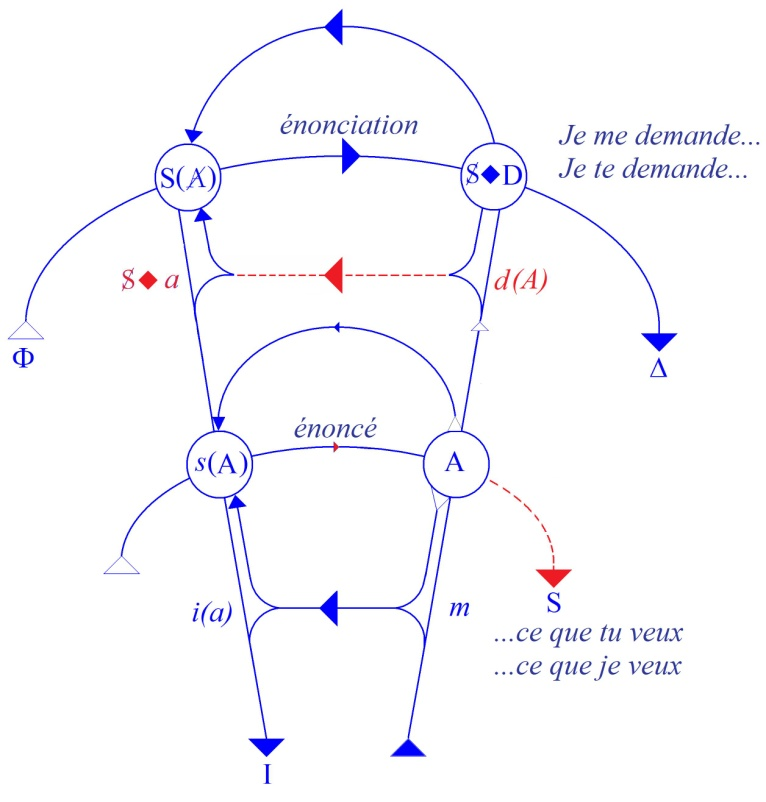 énonciation
Je me demande...
Je te demande...
S(Ⱥ)
$◆D
$◆ a
d(A)
Φ
Δ
énoncé
s(A)
A
i(a)
m
S
...ce que tu veux
...ce que je veux
I